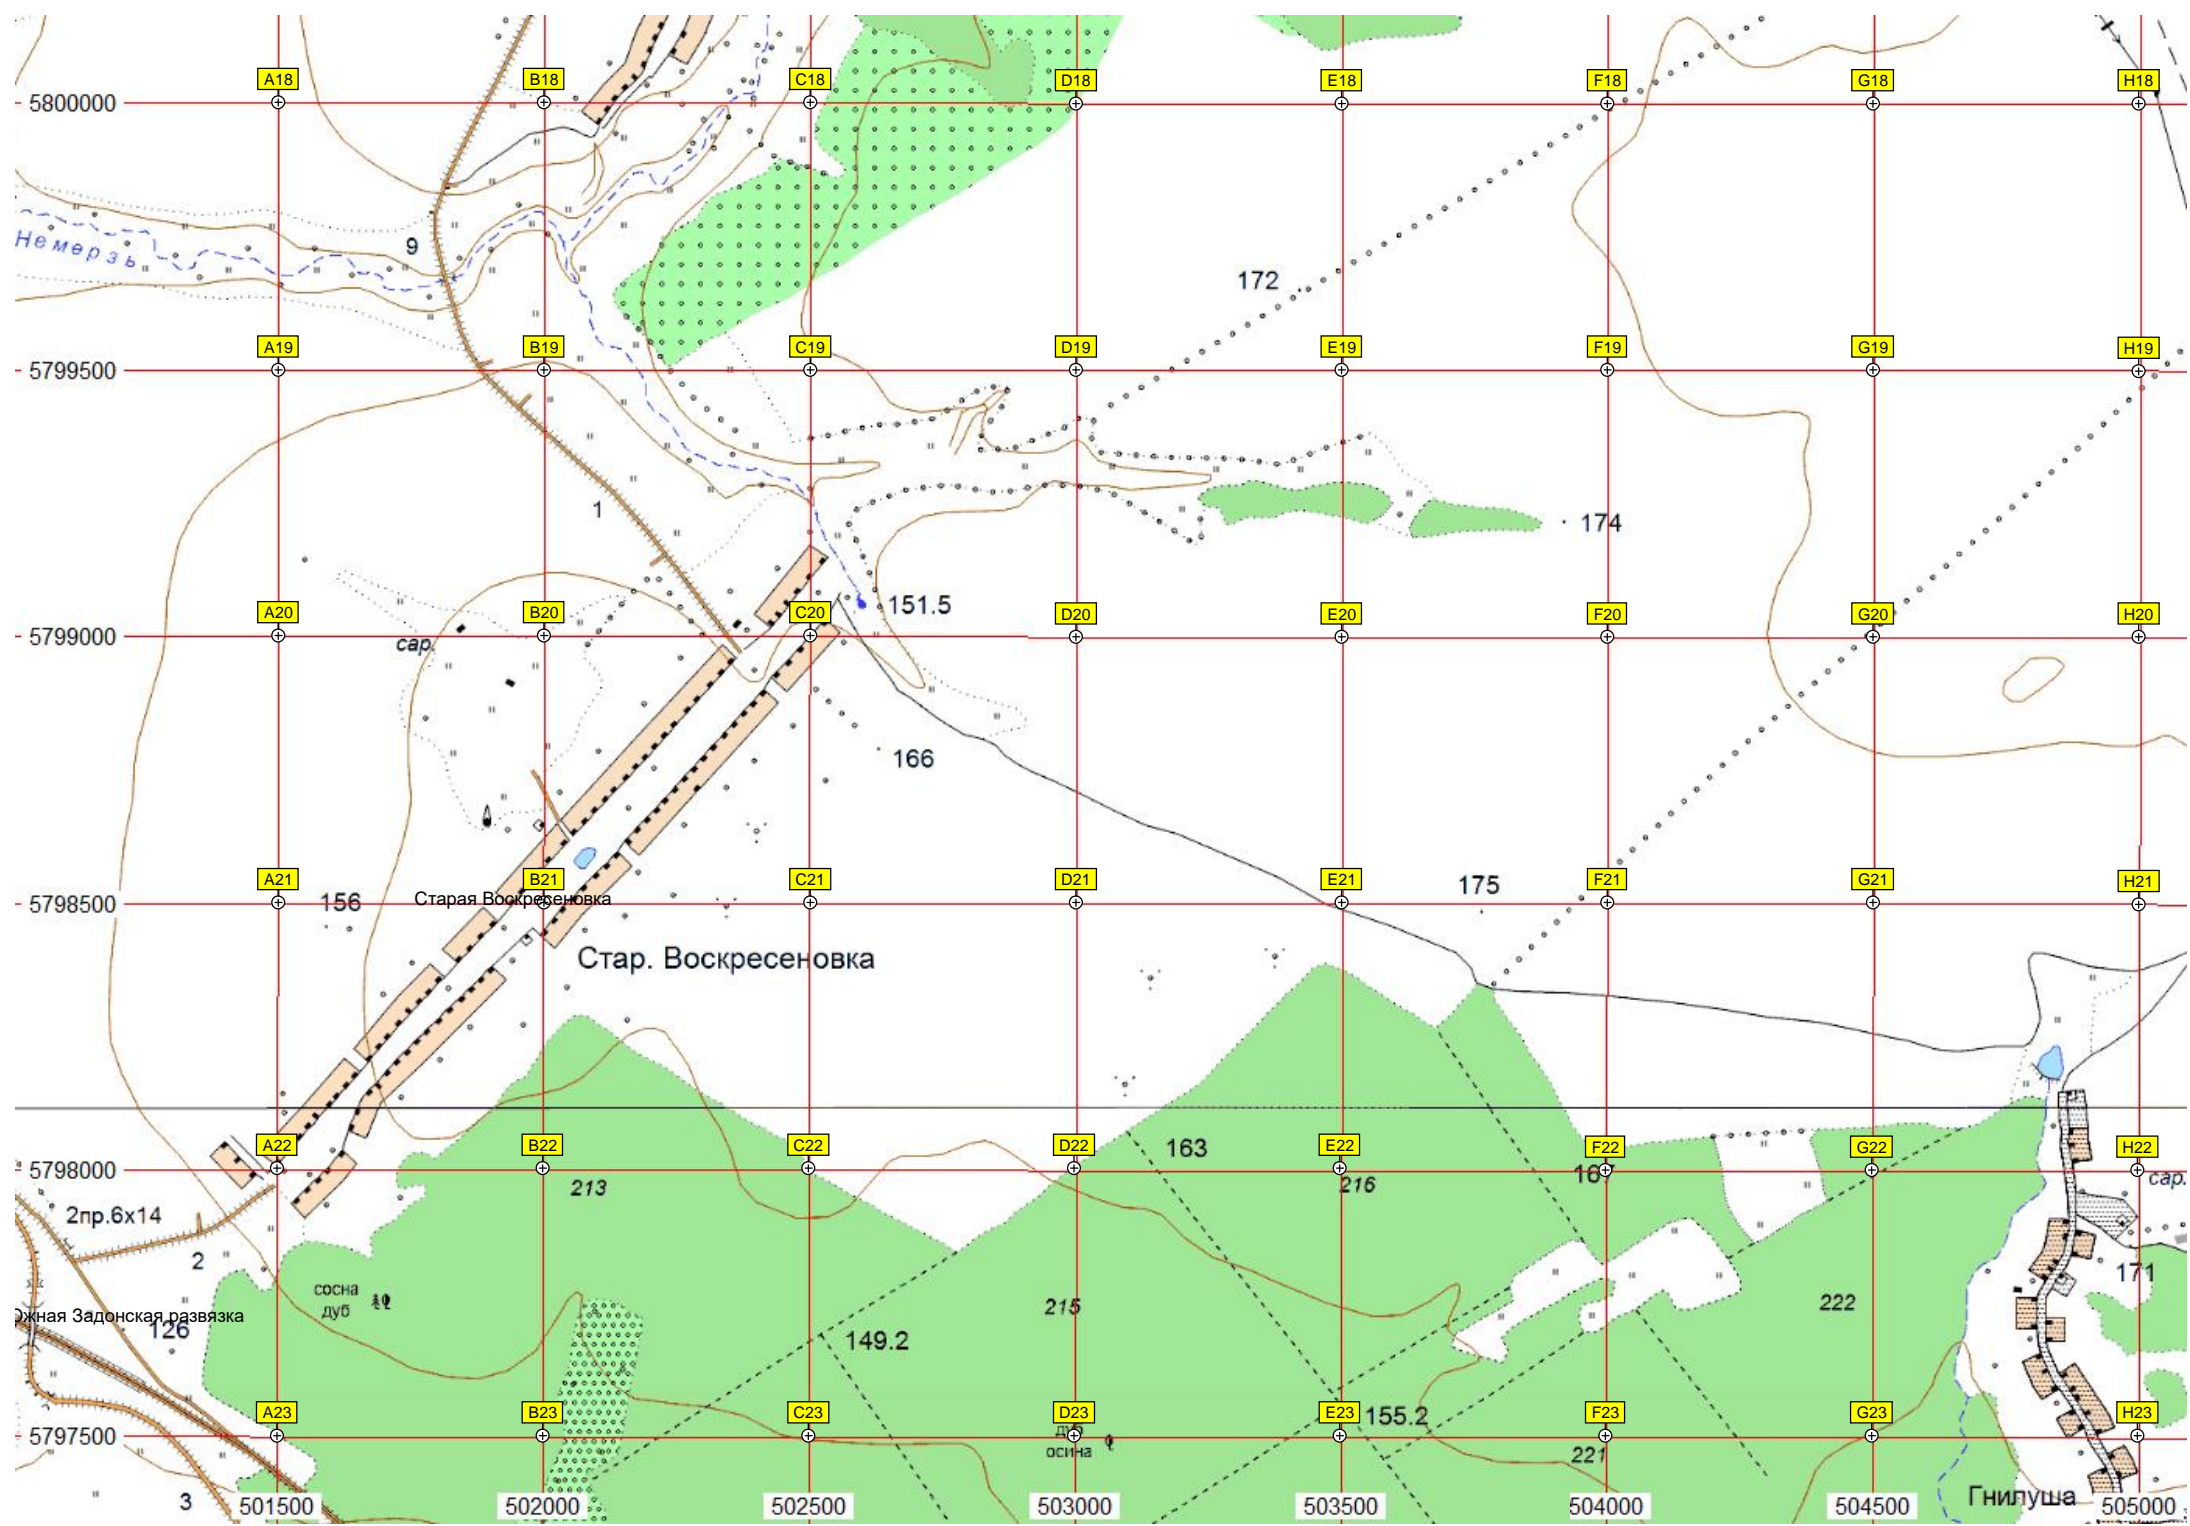 A18 B18 C18 D18 E18 F18 G18 H18
5800000
9
Немерзь
172
A19 B19 C19 D19 E19 F19 G19 H19
5799500
1
174
151.5
A20 B20 C20 D20 E20 F20 G20 H20
5799000
сар.
166
A21 B21 C21 D21 E21 F21 G21 H21
175
5798500
156
Старая Воскресеновка
Стар. Воскресеновка
A22 B22 C22 D22 E22 F22 G22 H22
163
5798000
167
213
216
сар.
2пр.6х14
2
171
сосна
дуб
215
222
Южная Задонская развязка
126
149.2
A23 B23 C23 D23 E23 F23 G23 H23
155.2
5797500
дуб
осина
221
3
Гнилуша
501500 502000 502500 503000 503500 504000 504500 505000